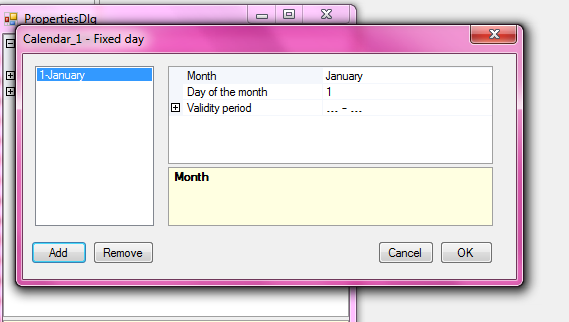 PropertiesDlg
Calendar_1 - Fixed day
1-January
Month January
Day of the month 1
Validity period ... - ...
Month
Add Remove Cancel OK